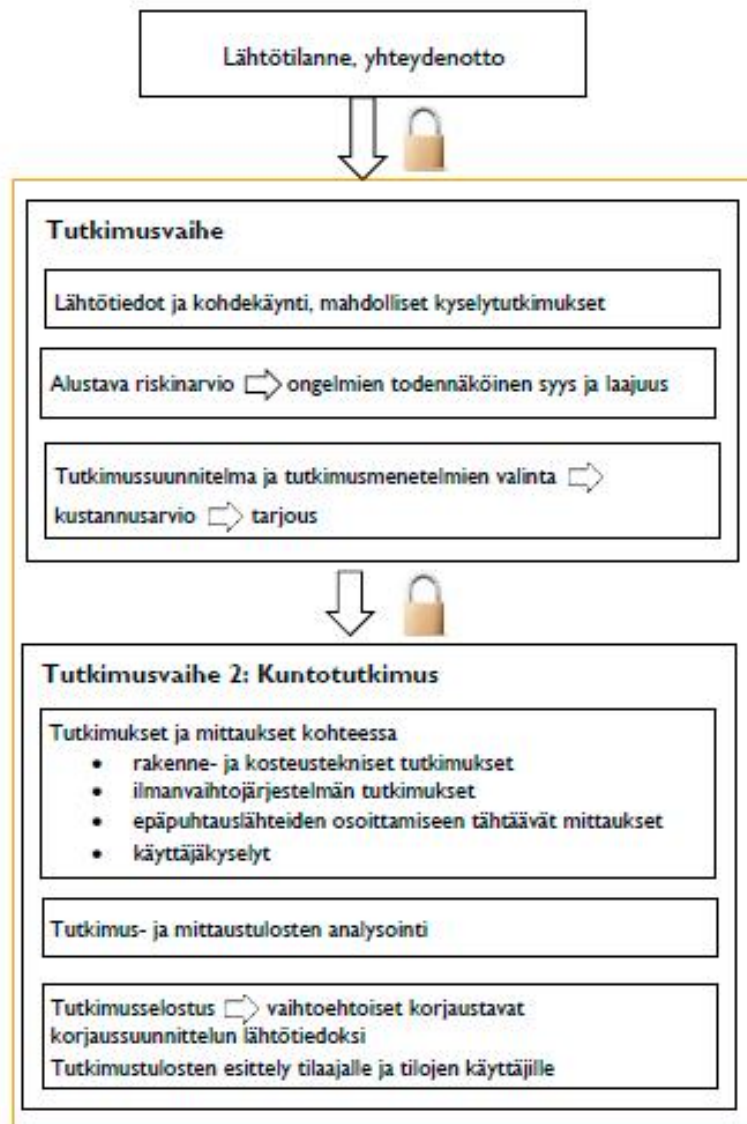 Lähtötilanne, yhteydenotto
Tutkimusvaihe
Lähtötiedot ja kohdekäynti, mahdolliset kyselytutkimukset
Alustava riskinarvio ⇨ ongelmien todennäköinen syys ja laajuus
Tutkimussuunnitelma ja tutkimusmenetelmien valinta ⇨
kustannusarvio ⇨ tarjous
Tutkimusvaihe 2: Kuntotutkimus
Tutkimukset ja mittaukset kohteessa
• rakenne- ja kosteustekniset tutkimukset
• ilmanvaihtojärjestelmän tutkimukset
• epäpuhtauslähteiden osoittamiseen tähtäävät mittaukset
• käyttäjäkyselyt
Tutkimus- ja mittaustulosten analysointi
Tutkimusselostus ⇨ vaihtoehtoiset korjaustavat
korjaussuunnittelun lähtötiedoksi
Tutkimustulosten esittely tilaajalle ja tilojen käyttäjille